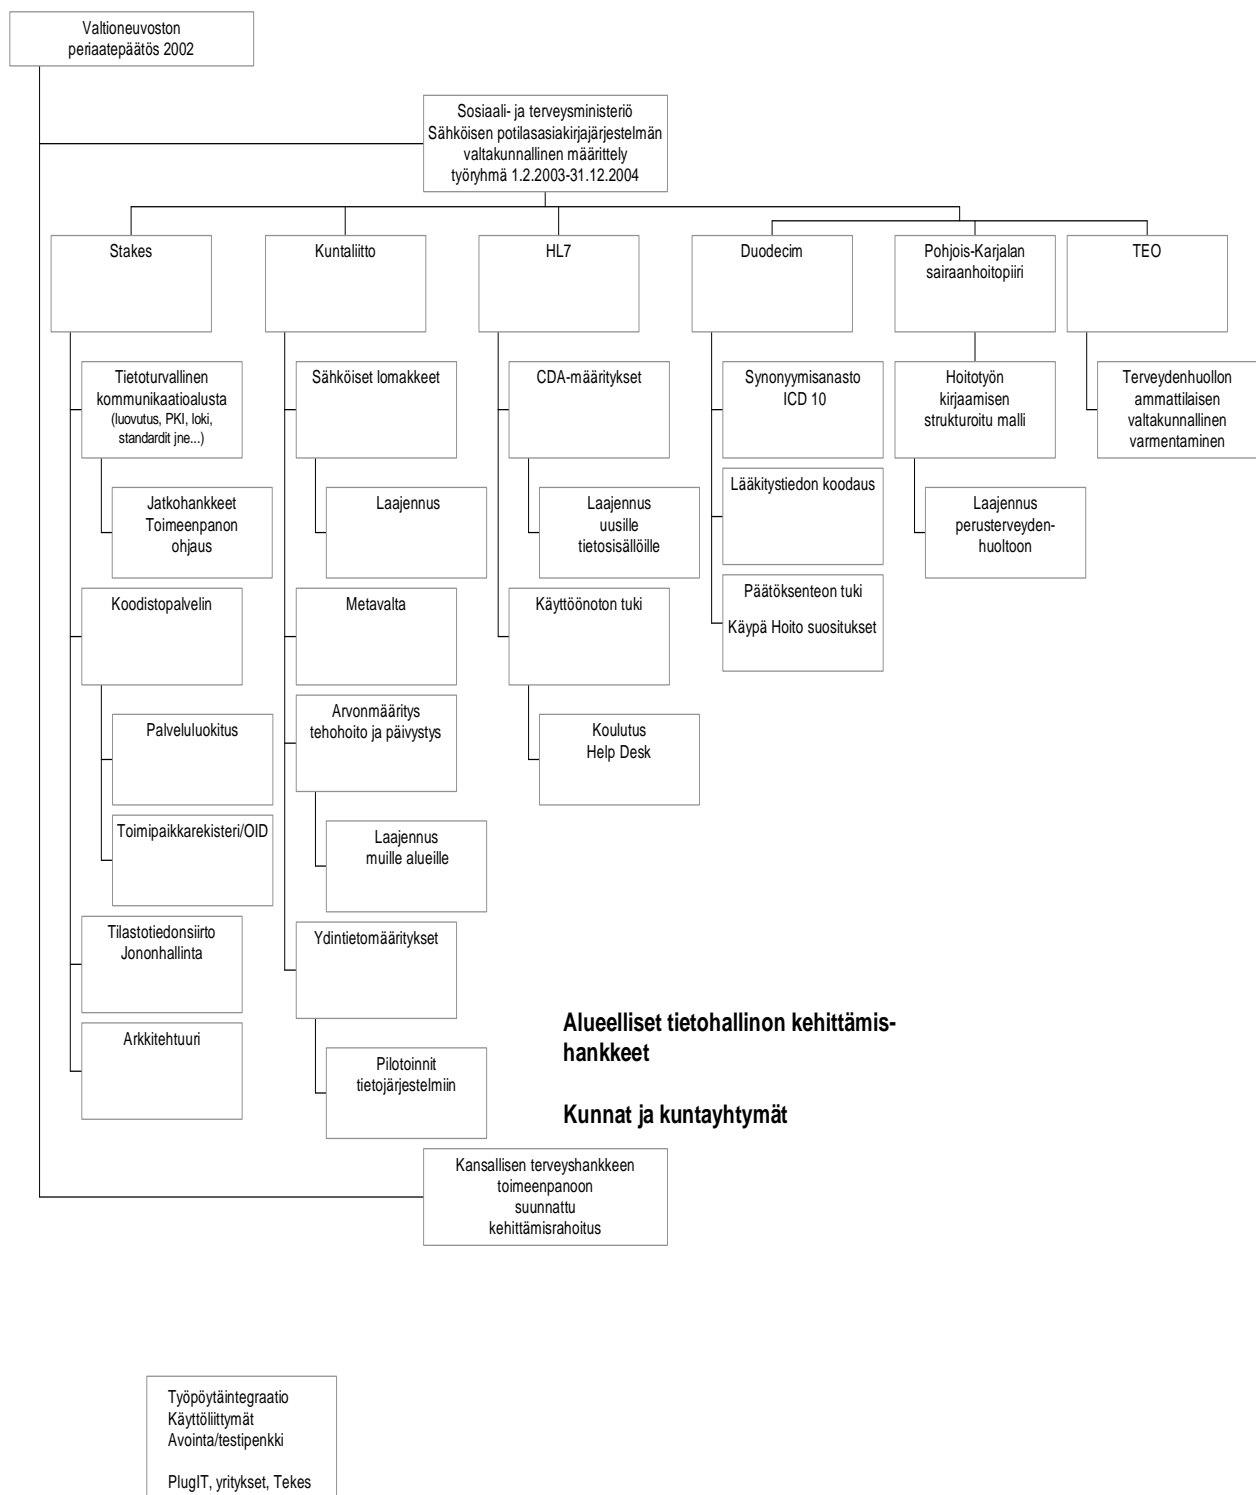 Valtioneuvoston
periaatepäätös 2002
Sosiaali- ja terveysministeriö
Sähköisen potilasasiakirjajärjestelmän
valtakunnallinen määrittely
työryhmä 1.2.2003-31.12.2004
Stakes
Kuntaliitto
HL7
Duodecim
Pohjois-Karjalan
sairaanhoitopiiri
TEO
Tietoturvallinen
kommunikaatioalusta
(luovutus, PKI, loki,
standardit jne...)
Jatkohankkeet
Toimeenpanon
ohjaus
Koodistopalvelin
Palveluluokitus
Toimipaikkarekisteri/OID
Tilastotiedonsiirto
Jononhallinta
Arkkitehtuuri
Sähköiset lomakkeet
Laajennus
Metavalta
Arvonmääritys
tehohoito ja päivystys
Laajennus
muille alueille
Ydintietomääritykset
Pilotoinnit
tietojärjestelmiin
CDA-määritykset
Laajennus
uusille
tietosisällöille
Käyttöönoton tuki
Koulutus
Help Desk
Synonyymisanasto
ICD 10
Lääkitystiedon koodaus
Päätöksenteon tuki
Käypä Hoito suositukset
Hoitotyön
kirjaamisen
strukturoitu malli
Laajennus
perusterveyden-
huoltoon
Terveydenhuollon
ammattilaisen
valtakunnallinen
varmentaminen
Alueelliset tietohallinon kehittämis-
hankkeet
Kunnat ja kuntayhtymät
Kansallisen terveyshankkeen
toimeenpanoon
suunnattu
kehittämisrahoitus
Työpöytäintegraatio
Käyttöliittymät
Avointa/testipenkki
PlugIT, yritykset, Tekes